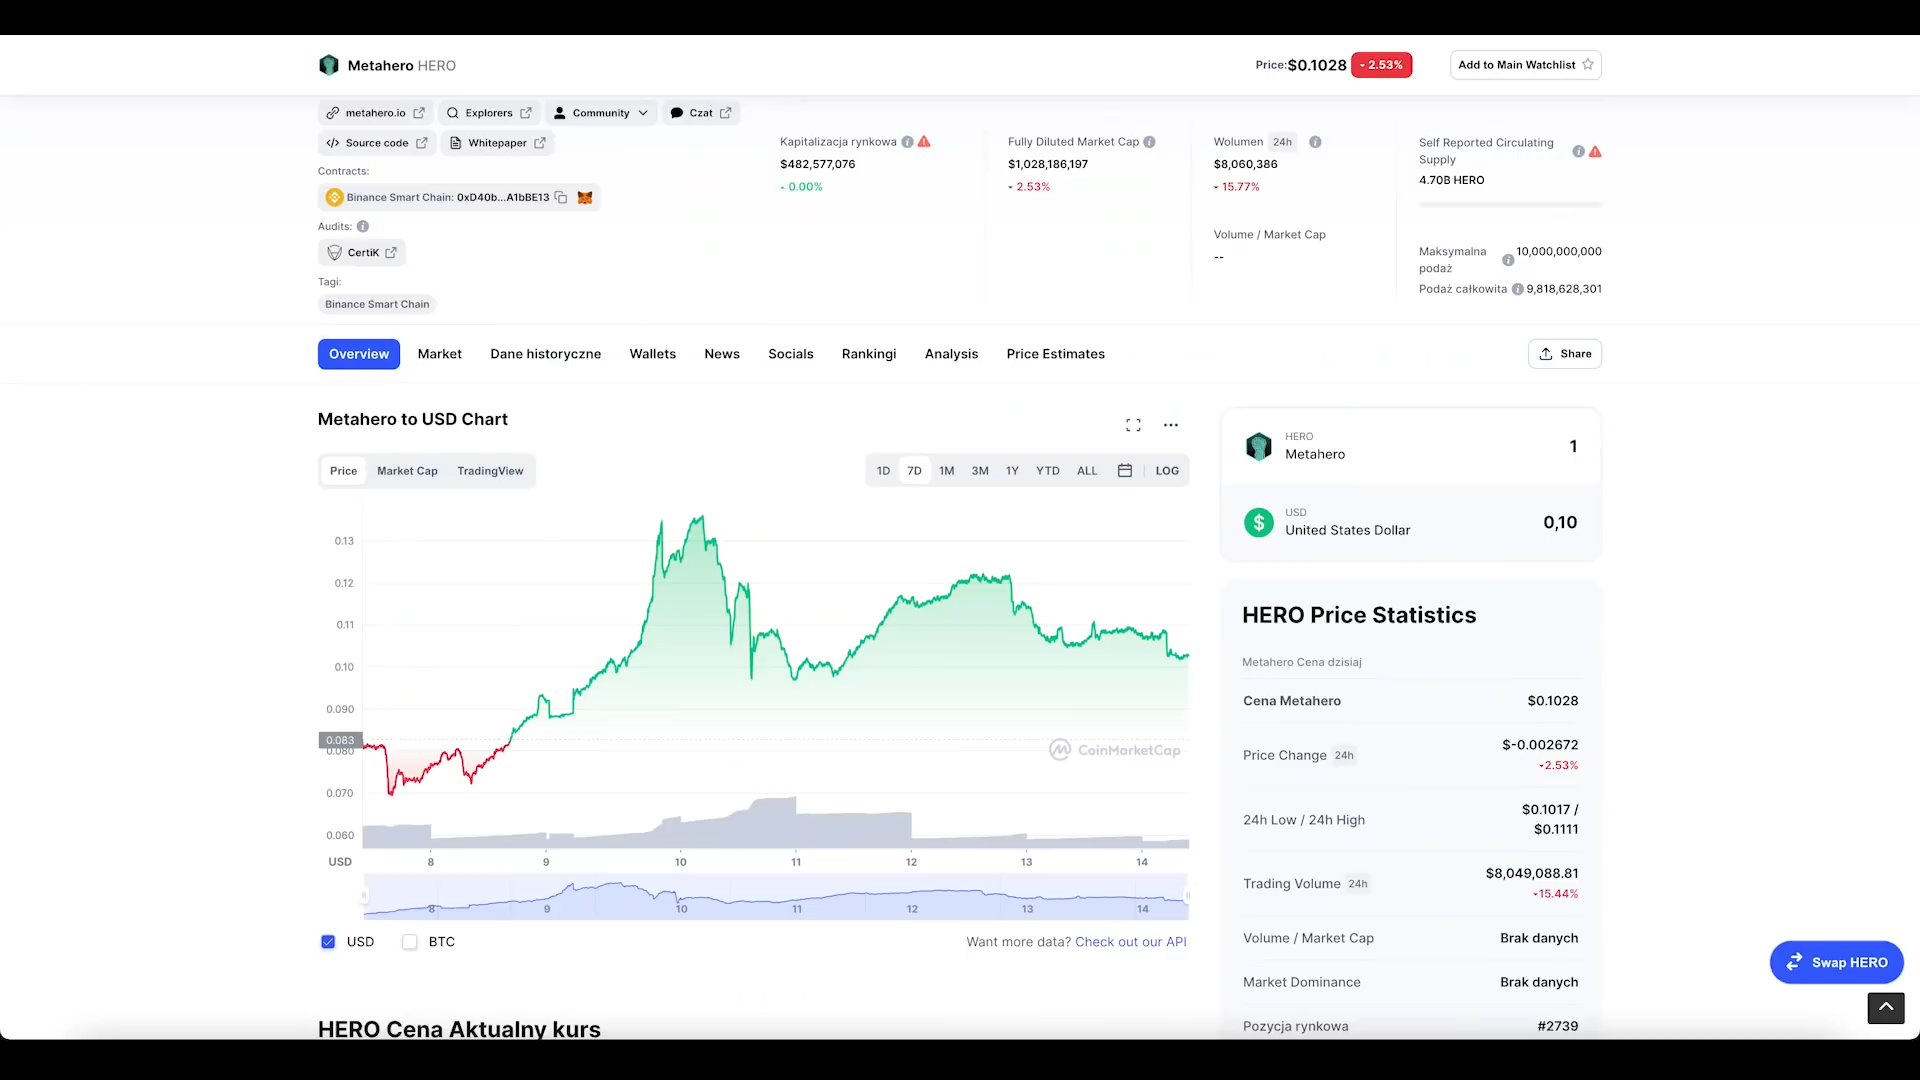 Metahero HERO
Price:$0.1028 2.53%
Add to Main Watchlist
metahero.io Explorers Community Czat
Source code Whitepaper
Contracts:
Binance Smart Chain: 0xD40b...A1bBE13
Audits:
CertiK
Tagi:
Binance Smart Chain
Kapitalizacja rynkowa
$482,577,076
0.00%
Fully Diluted Market Cap
$1,028,186,197
2.53%
Wolumen 24h
$8,060,386
15.77%
Volume / Market Cap
--
Self Reported Circulating
Supply
4.70B HERO
Maksymalna
podaż
10,000,000,000
Podaż całkowita 9,818,628,301
Overview Market Dane historyczne Wallets News Socials Rankingi Analysis Price Estimates
Share
Metahero to USD Chart
Price Market Cap TradingView
1D 7D 1M 3M 1Y YTD ALL LOG
0.13
0.12
0.11
0.10
0.090
0.083
0.080
0.070
0.060
CoinMarketCap
USD 8 9 10 11 12 13 14
8 9 10 11 12 13 14
USD BTC
Want more data? Check out our API
HERO Cena Aktualny kurs
HERO
Metahero
1
USD
United States Dollar
0,10
$
HERO Price Statistics
Metahero Cena dzisiaj
Cena Metahero $0.1028
Price Change 24h
$-0.002672
2.53%
24h Low / 24h High
$0.1017 /
$0.1111
Trading Volume 24h
$8,049,088.81
15.44%
Volume / Market Cap Brak danych
Market Dominance Brak danych
Pozycja rynkowa #2739
Swap HERO